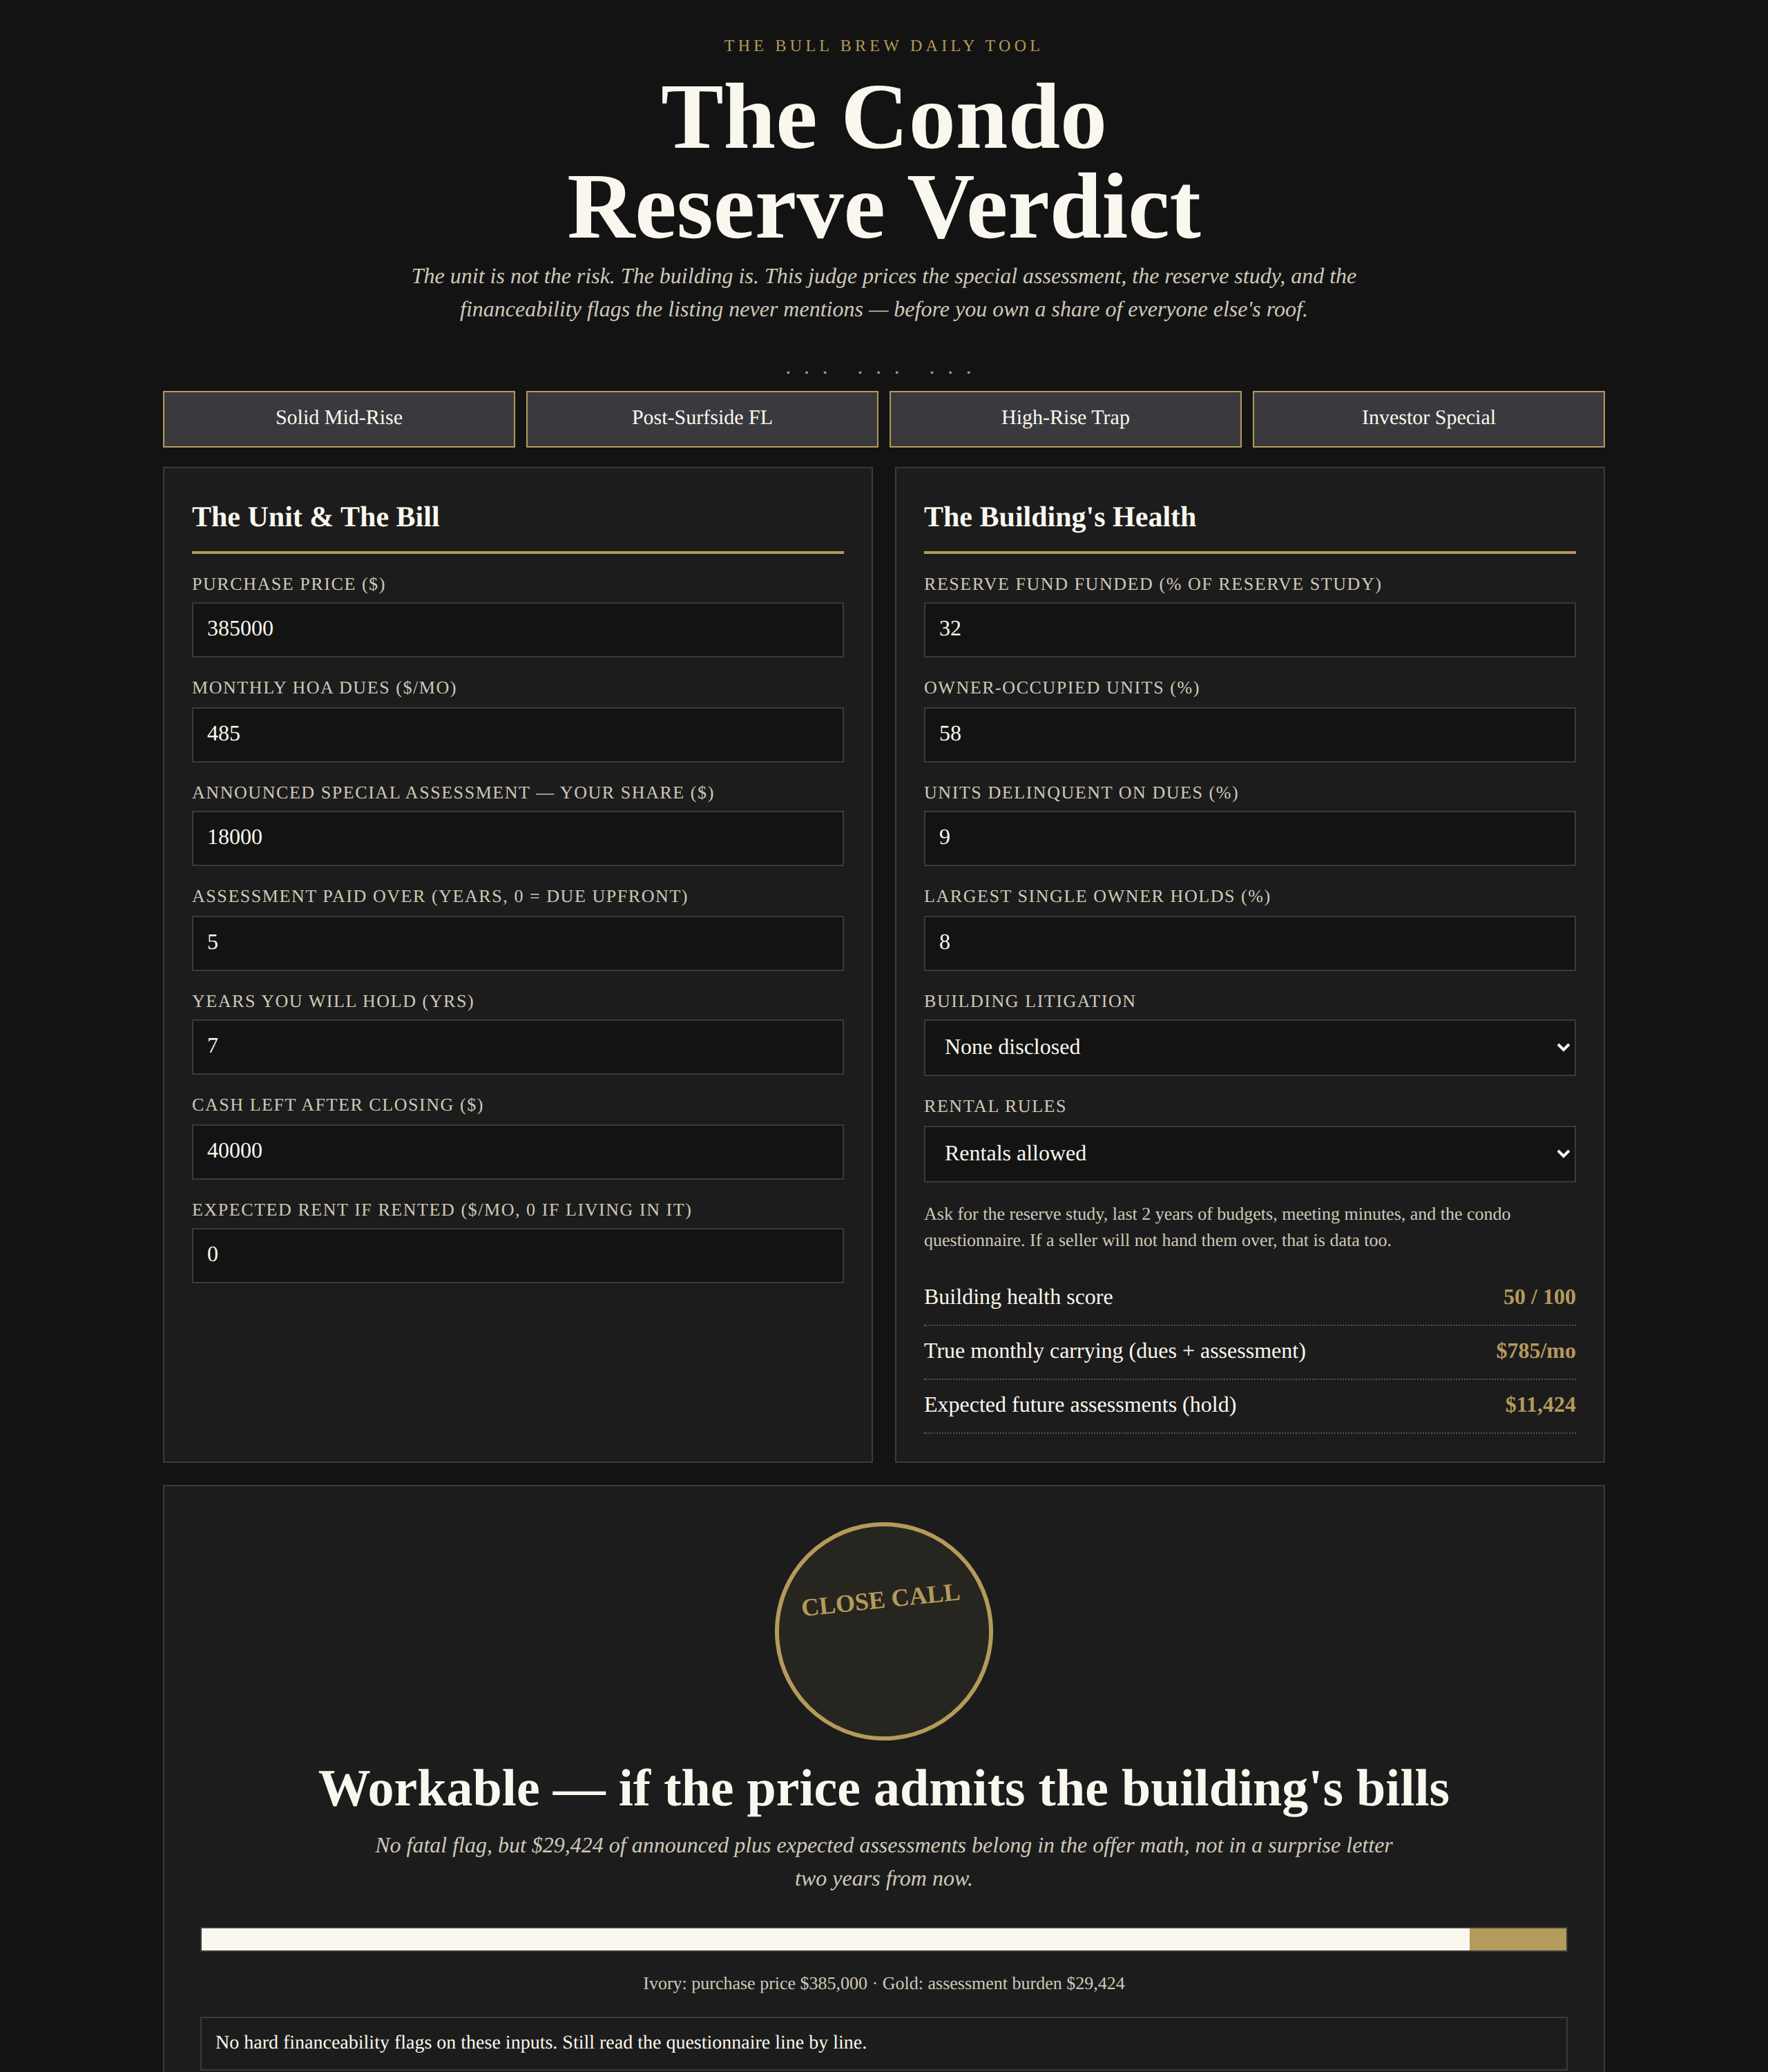 THE BULL BREW DAILY TOOL
The Condo
Reserve Verdict
The unit is not the risk. The building is. This judge prices the special assessment, the reserve study, and the
financeability flags the listing never mentions — before you own a share of everyone else's roof.
· · · · · · · · ·
Solid Mid-Rise
Post-Surfside FL
High-Rise Trap
Investor Special
The Unit & The Bill
PURCHASE PRICE ($)
385000
MONTHLY HOA DUES ($/MO)
485
ANNOUNCED SPECIAL ASSESSMENT — YOUR SHARE ($)
18000
ASSESSMENT PAID OVER (YEARS, 0 = DUE UPFRONT)
5
YEARS YOU WILL HOLD (YRS)
7
CASH LEFT AFTER CLOSING ($)
40000
EXPECTED RENT IF RENTED ($/MO, 0 IF LIVING IN IT)
0
The Building's Health
RESERVE FUND FUNDED (% OF RESERVE STUDY)
32
OWNER-OCCUPIED UNITS (%)
58
UNITS DELINQUENT ON DUES (%)
9
LARGEST SINGLE OWNER HOLDS (%)
8
BUILDING LITIGATION
None disclosed
RENTAL RULES
Rentals allowed
Ask for the reserve study, last 2 years of budgets, meeting minutes, and the condo
questionnaire. If a seller will not hand them over, that is data too.
Building health score 50 / 100
True monthly carrying (dues + assessment) $785/mo
Expected future assessments (hold) $11,424
CLOSE CALL
Workable — if the price admits the building's bills
No fatal flag, but $29,424 of announced plus expected assessments belong in the offer math, not in a surprise letter
two years from now.
Ivory: purchase price $385,000 · Gold: assessment burden $29,424
No hard financeability flags on these inputs. Still read the questionnaire line by line.